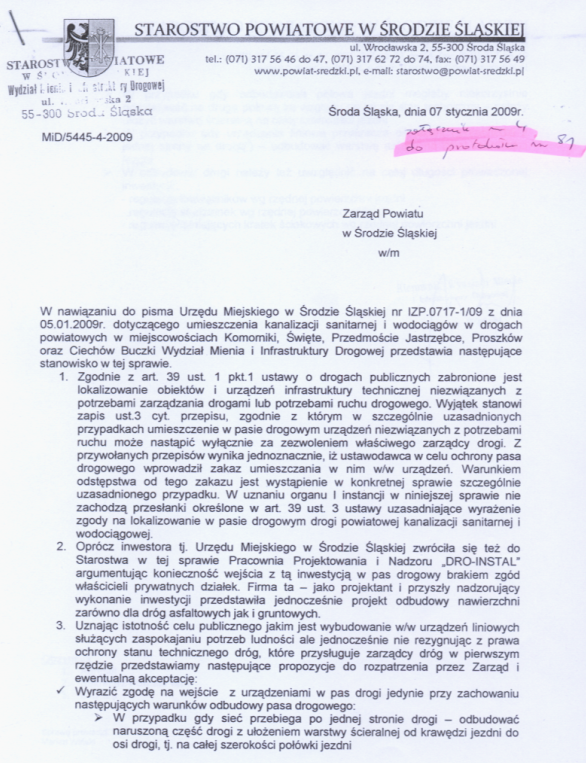 STAROSTWO POWIATOWE W ŚRODZIE ŚLĄSKIEJ
ul. Wrocławska 2, 55-300 Środa Śląska
tel.: (071) 317 56 46 do 47, (071) 317 62 72 do 74, fax: (071) 317 56 49
www.powiat-sredzki.pl, e-mail: starostwo@powiat-sredzki.pl
STAROST IATOWE
W KIEJ
Wydział ry Drogowej
ul. 2
55-300 Środa Śląska
Środa Śląska, dnia 07 stycznia 2009r.
MiD/5445-4-2009
załącznik nr 4
do protokołu nr 81
Zarząd Powiatu
w Środzie Śląskiej
w/m
W nawiązaniu do pisma Urzędu Miejskiego w Środzie Śląskiej nr IZP.0717-1/09 z dnia
05.01.2009r. dotyczącego umieszczenia kanalizacji sanitarnej i wodociągów w drogach
powiatowych w miejscowościach Komorniki, Święte, Przedmoście Jastrzębce, Proszków
oraz Ciechów Buczki Wydział Mienia i Infrastruktury Drogowej przedstawia następujące
stanowisko w tej sprawie.
1. Zgodnie z art. 39 ust. 1 pkt.1 ustawy o drogach publicznych zabronione jest
lokalizowanie obiektów i urządzeń infrastruktury technicznej niezwiązanych z
potrzebami zarządzania drogami lub potrzebami ruchu drogowego. Wyjątek stanowi
zapis ust.3 cyt. przepisu, zgodnie z którym w szczególnie uzasadnionych
przypadkach umieszczenie w pasie drogowym urządzeń niezwiązanych z potrzebami
ruchu może nastąpić wyłącznie za zezwoleniem właściwego zarządcy drogi. Z
przywołanych przepisów wynika jednoznacznie, iż ustawodawca w celu ochrony pasa
drogowego wprowadził zakaz umieszczania w nim w/w urządzeń. Warunkiem
odstępstwa od tego zakazu jest wystąpienie w konkretnej sprawie szczególnie
uzasadnionego przypadku. W uznaniu organu I instancji w niniejszej sprawie nie
zachodzą przesłanki określone w art. 39 ust. 3 ustawy uzasadniające wyrażenie
zgody na lokalizowanie w pasie drogowym drogi powiatowej kanalizacji sanitarnej i
wodociągowej.
2. Oprócz inwestora tj. Urzędu Miejskiego w Środzie Śląskiej zwróciła się też do
Starostwa w tej sprawie Pracownia Projektowania i Nadzoru „DRO-INSTAL”
argumentując konieczność wejścia z tą inwestycją w pas drogowy brakiem zgód
właścicieli prywatnych działek. Firma ta – jako projektant i przyszły nadzorujący
wykonanie inwestycji przedstawiła jednocześnie projekt odbudowy nawierzchni
zarówno dla dróg asfaltowych jak i gruntowych.
3. Uznając istotność celu publicznego jakim jest wybudowanie w/w urządzeń liniowych
służących zaspokajaniu potrzeb ludności ale jednocześnie nie rezygnując z prawa
ochrony stanu technicznego dróg, które przysługuje zarządcy dróg w pierwszym
rzędzie przedstawiamy następujące propozycje do rozpatrzenia przez Zarząd i
ewentualną akceptację:
✓ Wyrazić zgodę na wejście z urządzeniami w pas drogi jedynie przy zachowaniu
następujących warunków odbudowy pasa drogowego:
➤ W przypadku gdy sieć przebiega po jednej stronie drogi – odbudować
naruszoną część drogi z ułożeniem warstwy ścieralnej od krawędzi jezdni do
osi drogi, tj. na całej szerokości połówki jezdni